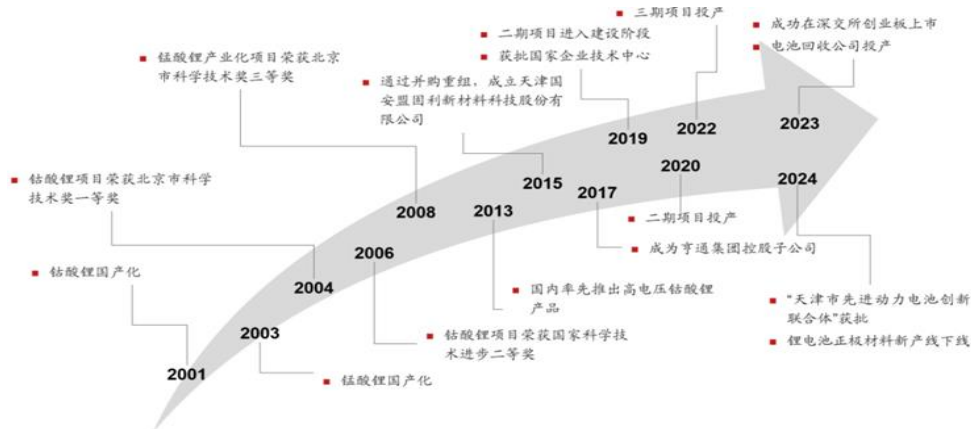 三期项目投产
成功在深交所创业板上市
电池回收公司投产
二期项目进入建设阶段
获批国家企业技术中心
锰酸锂产业化项目荣获北京
市科学技术奖三等奖
通过并购重组，成立天津国
安盟固利新材料科技股份有
限公司
2019
2022
2023
钴酸锂项目荣获北京市科学
技术奖一等奖
2015
2017
2020
2024
2008
2013
二期项目投产
成为亨通集团控股子公司
2006
钴酸锂国产化
2004
国内率先推出高电压钴酸锂
产品
"天津市先进动力电池创新
联合体"获批
锂电池正极材料新产线下线
2003
钴酸锂项目荣获国家科学技
术进步二等奖
2001
锰酸锂国产化